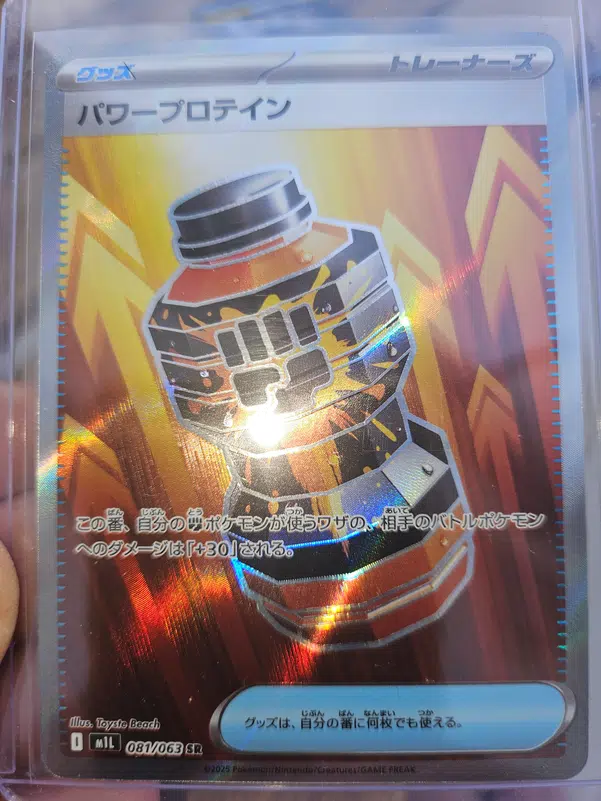 グッズ トレーナーズ
パワープロテイン
この番、自分のポケモンが使うワザの、相手のバトルポケモン
へのダメージは「+30」される。
グッズは、自分の番に何枚でも使える。
Illus. Toyste Beach
I M1L 081/063 SR
©2025 Pokémon/Nintendo/Creatures/GAME FREAK